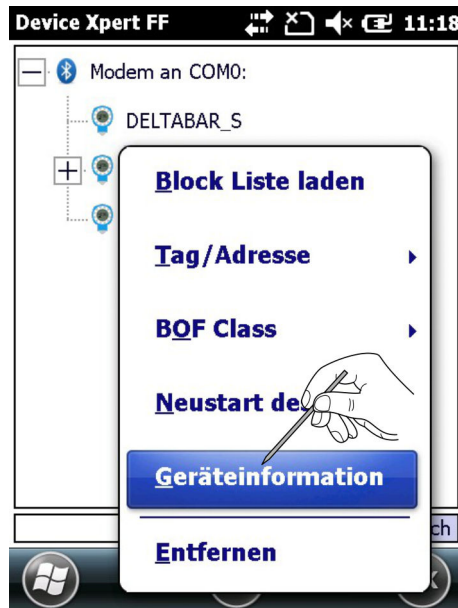 Device Xpert FF 11:18
Modem an COM0:
DELTABAR_S
Block Liste laden
Tag/Adresse
BOF Class
Neustart de
Geräteinformation
ch
Entfernen